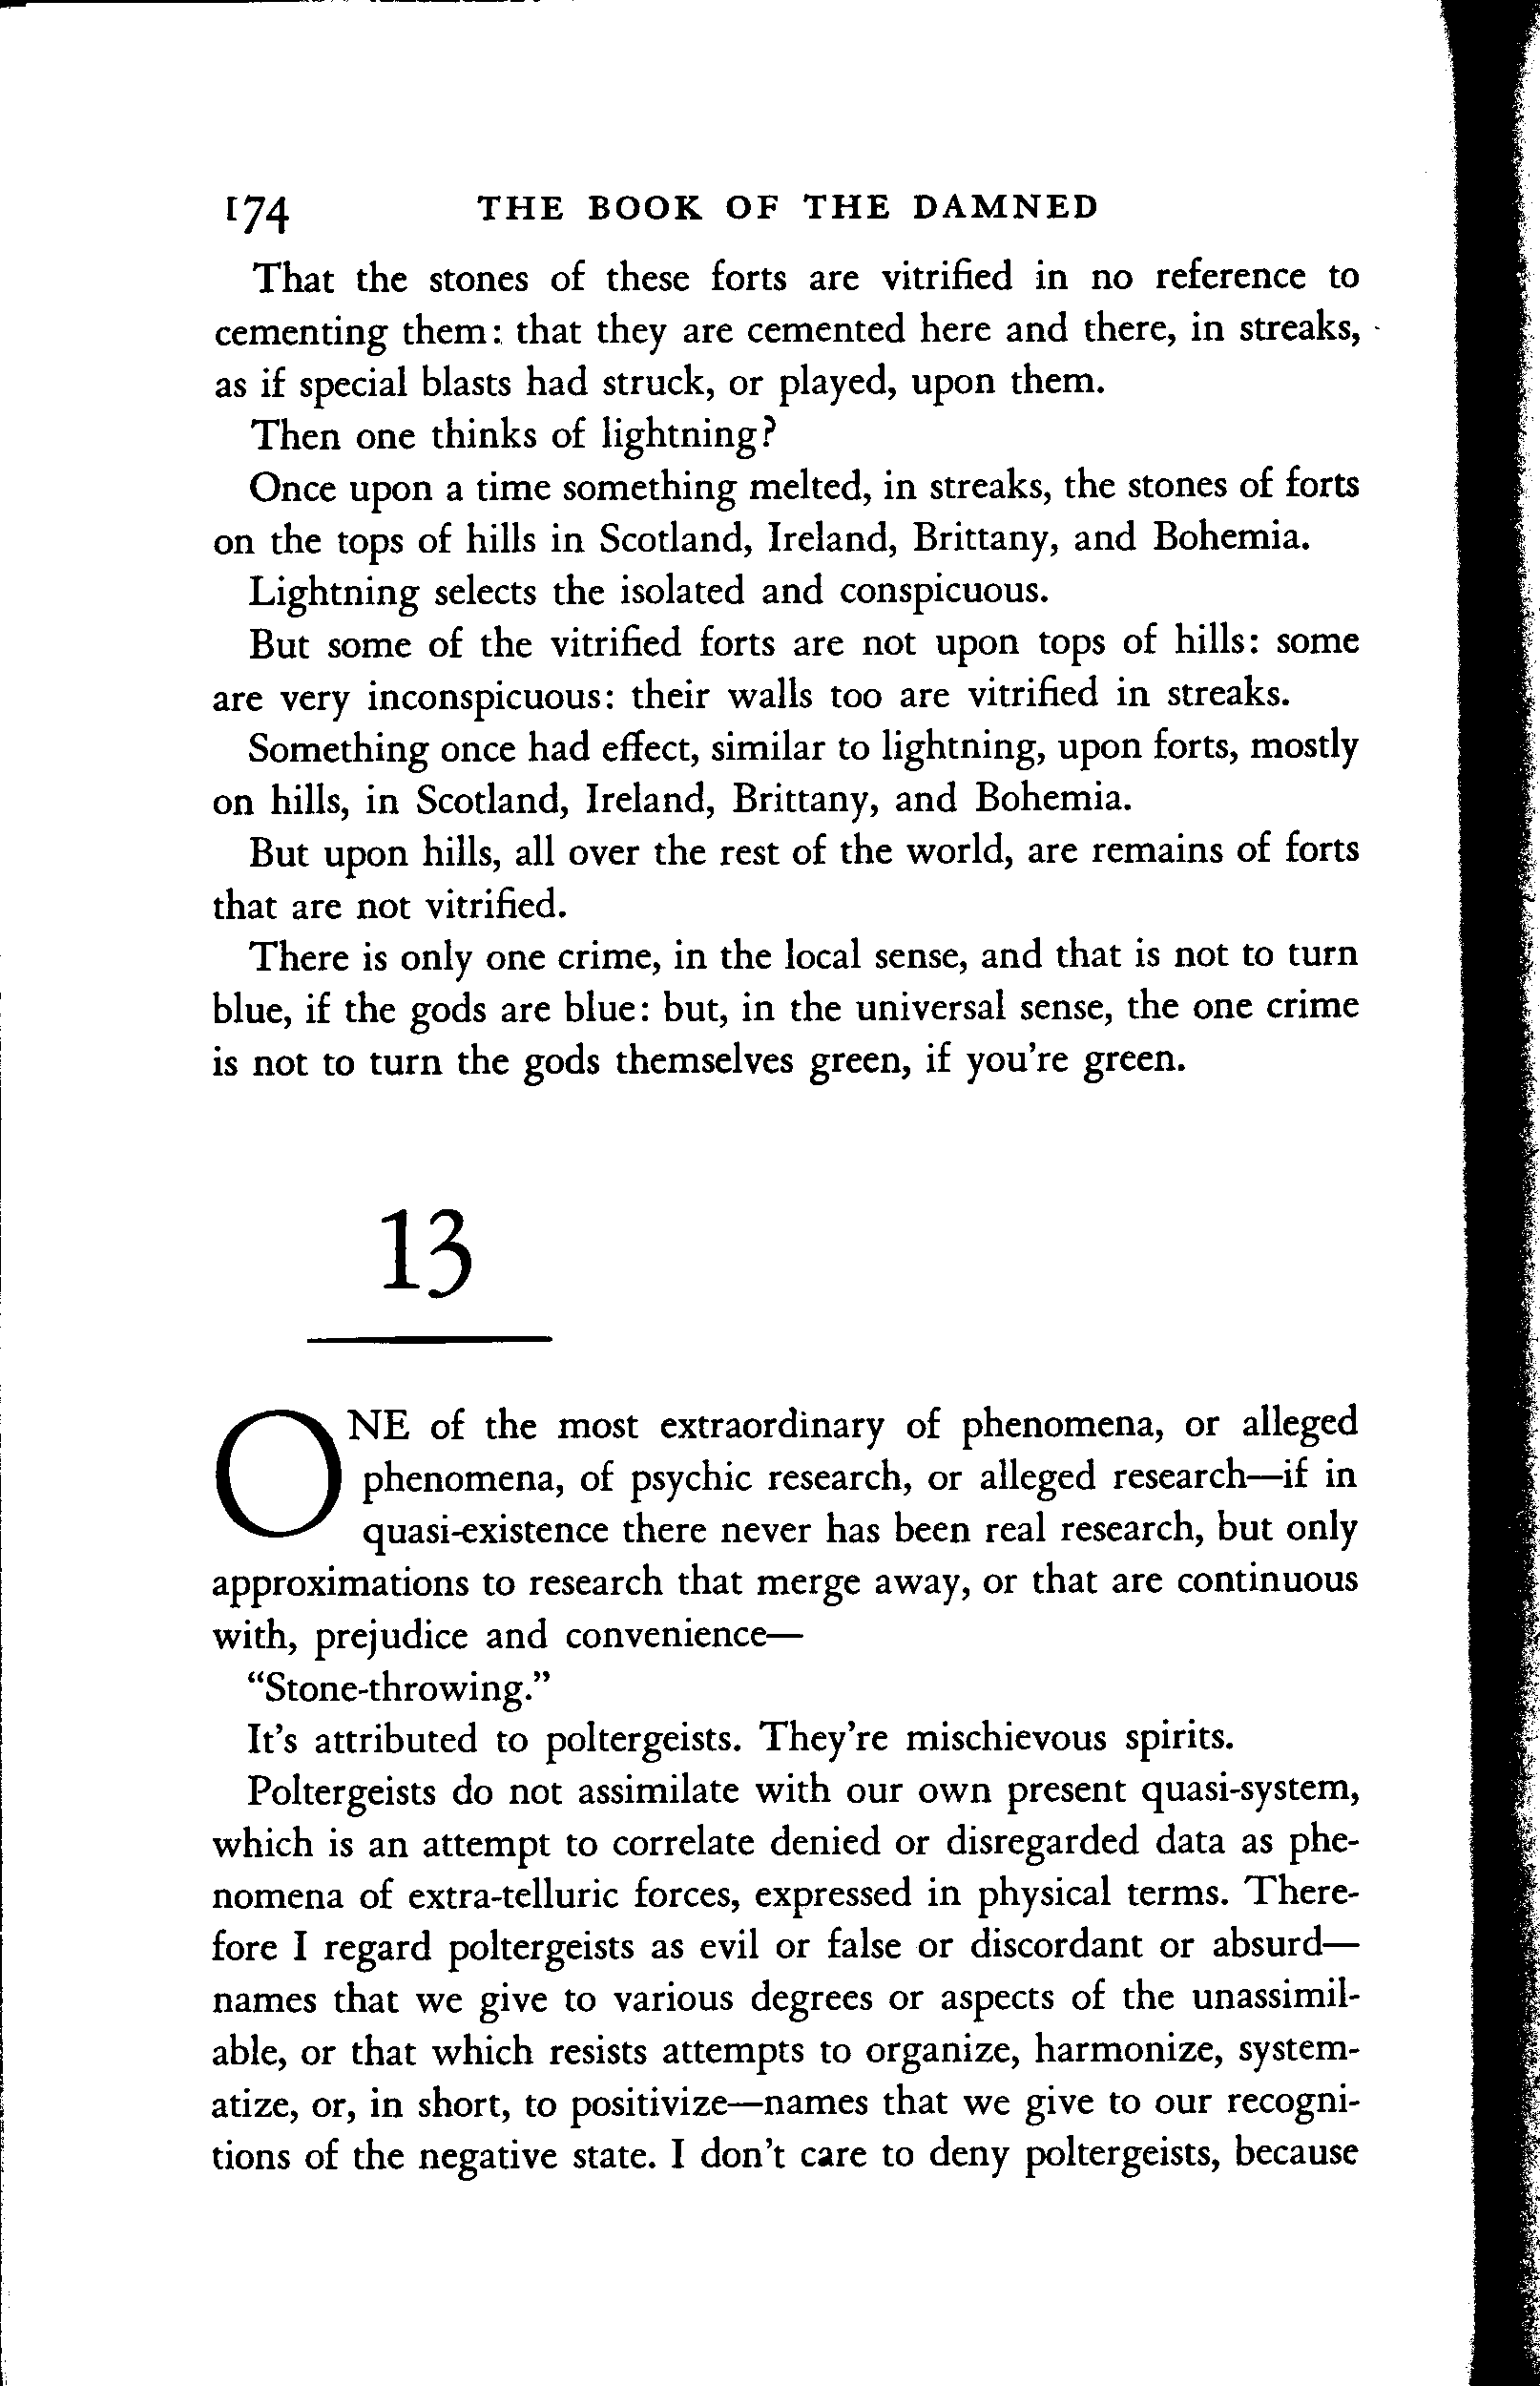 174 THE BOOK OF THE DAMNED
That the stones of these forts are vitrified in no reference to
cementing them: that they are cemented here and there, in streaks,
as if special blasts had struck, or played, upon them.
Then one thinks of lightning?
Once upon a time something melted, in streaks, the stones of forts
on the tops of hills in Scotland, Ireland, Brittany, and Bohemia.
Lightning selects the isolated and conspicuous.
But some of the vitrified forts are not upon tops of hills: some
are very inconspicuous: their walls too are vitrified in streaks.
Something once had effect, similar to lightning, upon forts, mostly
on hills, in Scotland, Ireland, Brittany, and Bohemia.
But upon hills, all over the rest of the world, are remains of forts
that are not vitrified.
There is only one crime, in the local sense, and that is not to turn
blue, if the gods are blue: but, in the universal sense, the one crime
is not to turn the gods themselves green, if you're green.
13
ONE of the most extraordinary of phenomena, or alleged
phenomena, of psychic research, or alleged research—if in
quasi-existence there never has been real research, but only
approximations to research that merge away, or that are continuous
with, prejudice and convenience—
"Stone-throwing."
It's attributed to poltergeists. They're mischievous spirits.
Poltergeists do not assimilate with our own present quasi-system,
which is an attempt to correlate denied or disregarded data as phe-
nomena of extra-telluric forces, expressed in physical terms. There-
fore I regard poltergeists as evil or false or discordant or absurd—
names that we give to various degrees or aspects of the unassimil-
able, or that which resists attempts to organize, harmonize, system-
atize, or, in short, to positivize—names that we give to our recogni-
tions of the negative state. I don't care to deny poltergeists, because